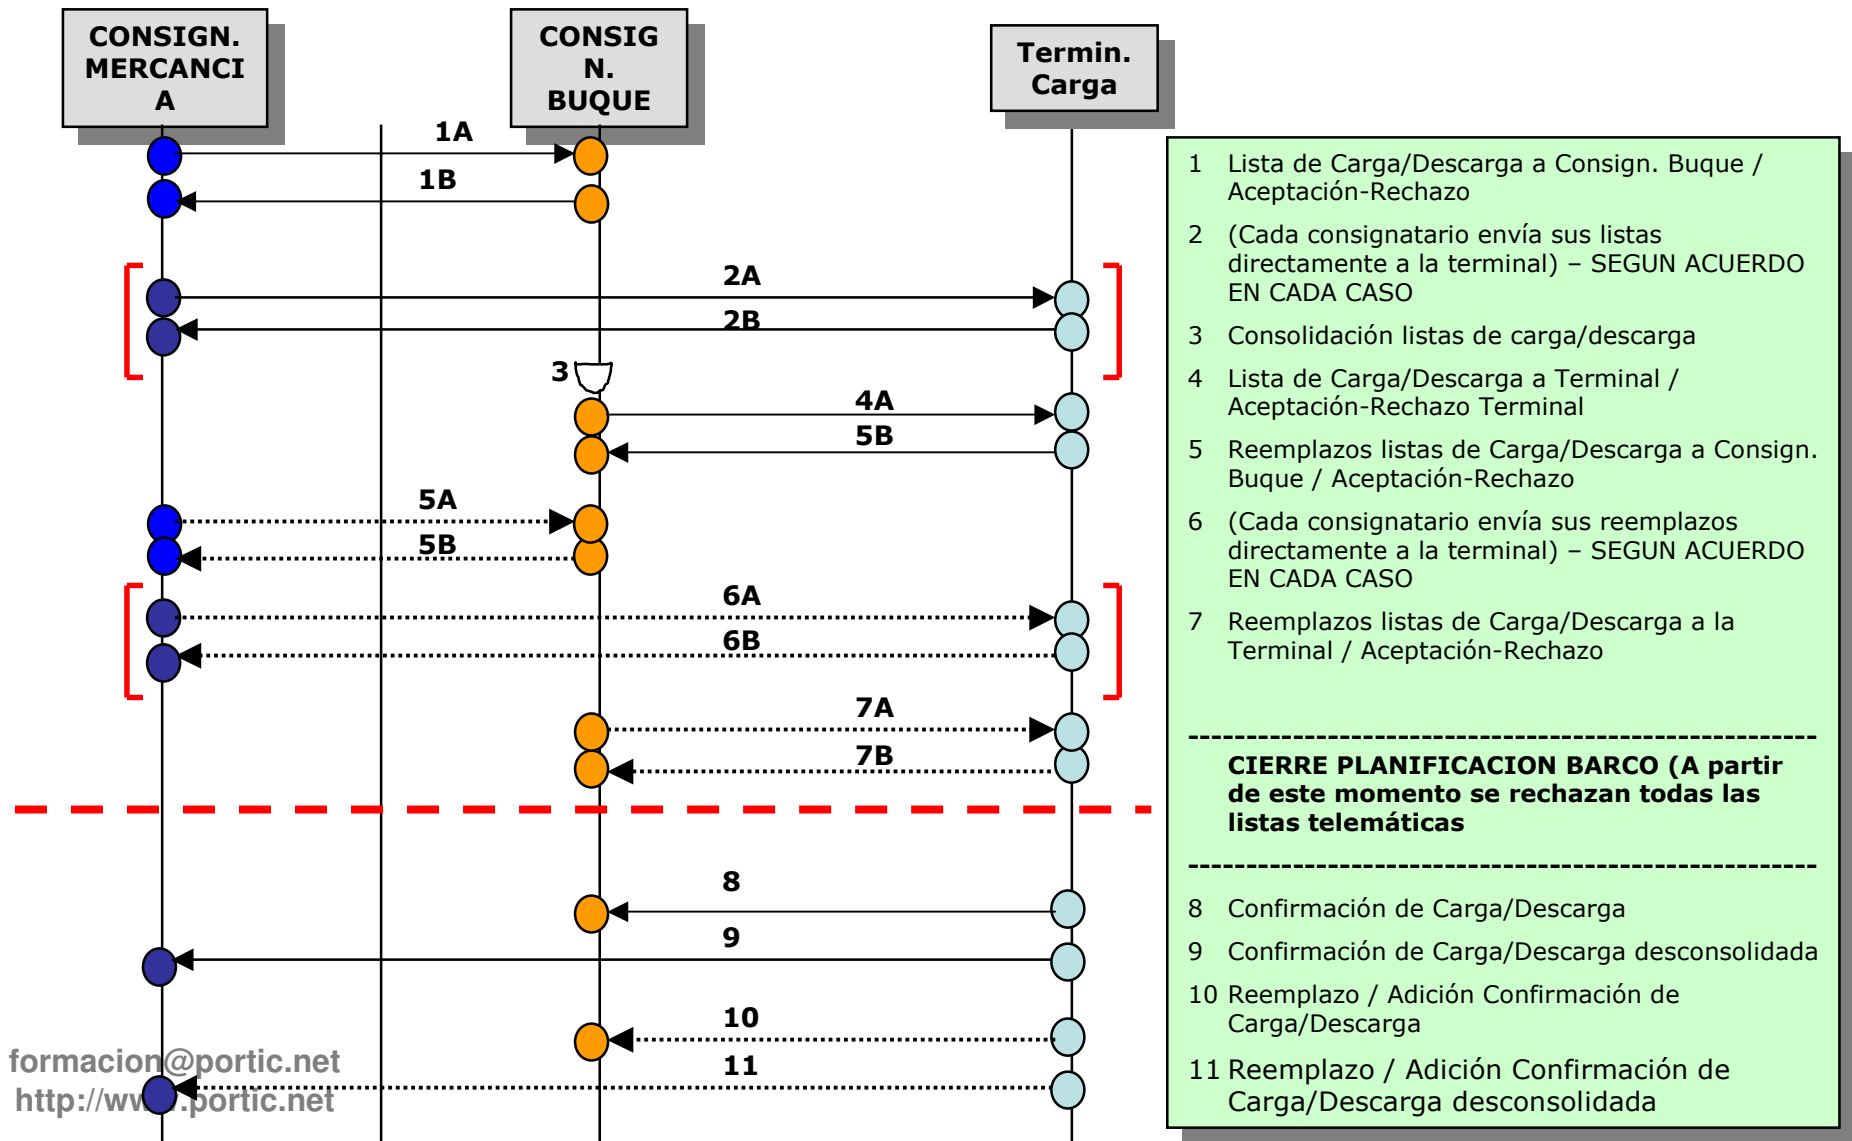 CONSIGN.
MERCANCI
A
CONSIG
N.
BUQUE
Termin.
Carga
1A
1B
2A
2B
3
4A
5B
5A
5B
6A
6B
7A
7B
8
9
10
11
formacion@portic.net
http://www.portic.net
1 Lista de Carga/Descarga a Consign. Buque /
Aceptación-Rechazo
2 (Cada consignatario envía sus listas
directamente a la terminal) – SEGUN ACUERDO
EN CADA CASO
3 Consolidación listas de carga/descarga
4 Lista de Carga/Descarga a Terminal /
Aceptación-Rechazo Terminal
5 Reemplazos listas de Carga/Descarga a Consign.
Buque / Aceptación-Rechazo
6 (Cada consignatario envía sus reemplazos
directamente a la terminal) – SEGUN ACUERDO
EN CADA CASO
7 Reemplazos listas de Carga/Descarga a la
Terminal / Aceptación-Rechazo
------------------------------------------------------
CIERRE PLANIFICACION BARCO (A partir
de este momento se rechazan todas las
listas telemáticas
------------------------------------------------------
8 Confirmación de Carga/Descarga
9 Confirmación de Carga/Descarga desconsolidada
10 Reemplazo / Adición Confirmación de
Carga/Descarga
11 Reemplazo / Adición Confirmación de
Carga/Descarga desconsolidada